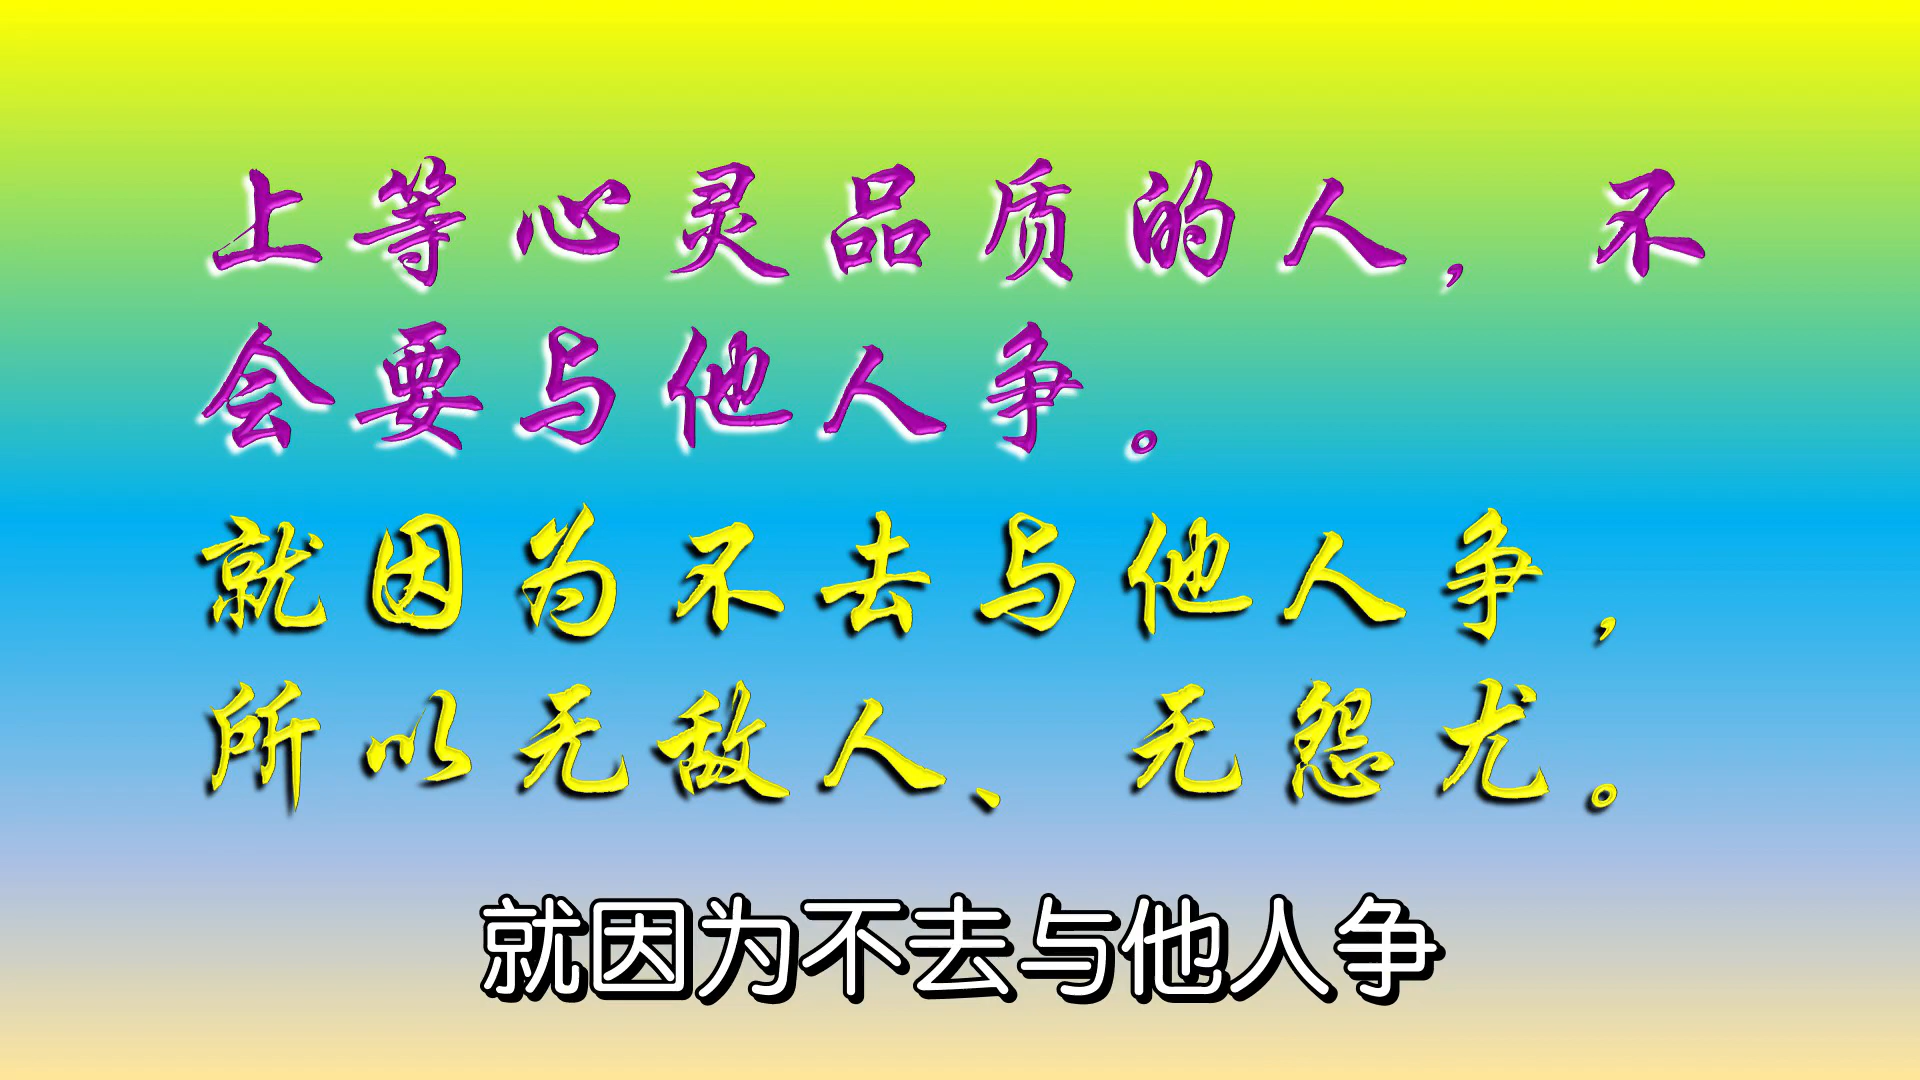 上等心灵品质的人，不
会要与他人争。
就因为不去与他人争，
所以无敌人、无怨尤。
就因为不去与他人争